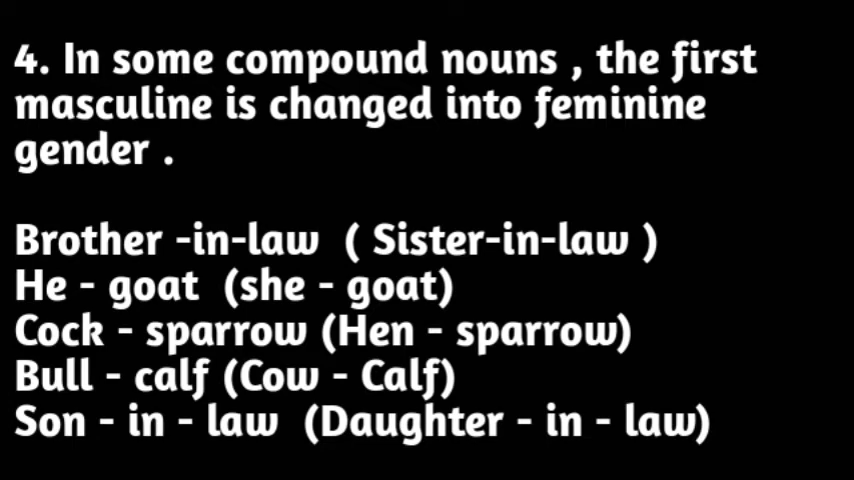 4. In some compound nouns , the first
masculine is changed into feminine
gender .
Brother -in-law ( Sister-in-law )
He - goat (she - goat)
Cock - sparrow (Hen - sparrow)
Bull - calf (Cow - Calf)
Son - in - law (Daughter - in - law)